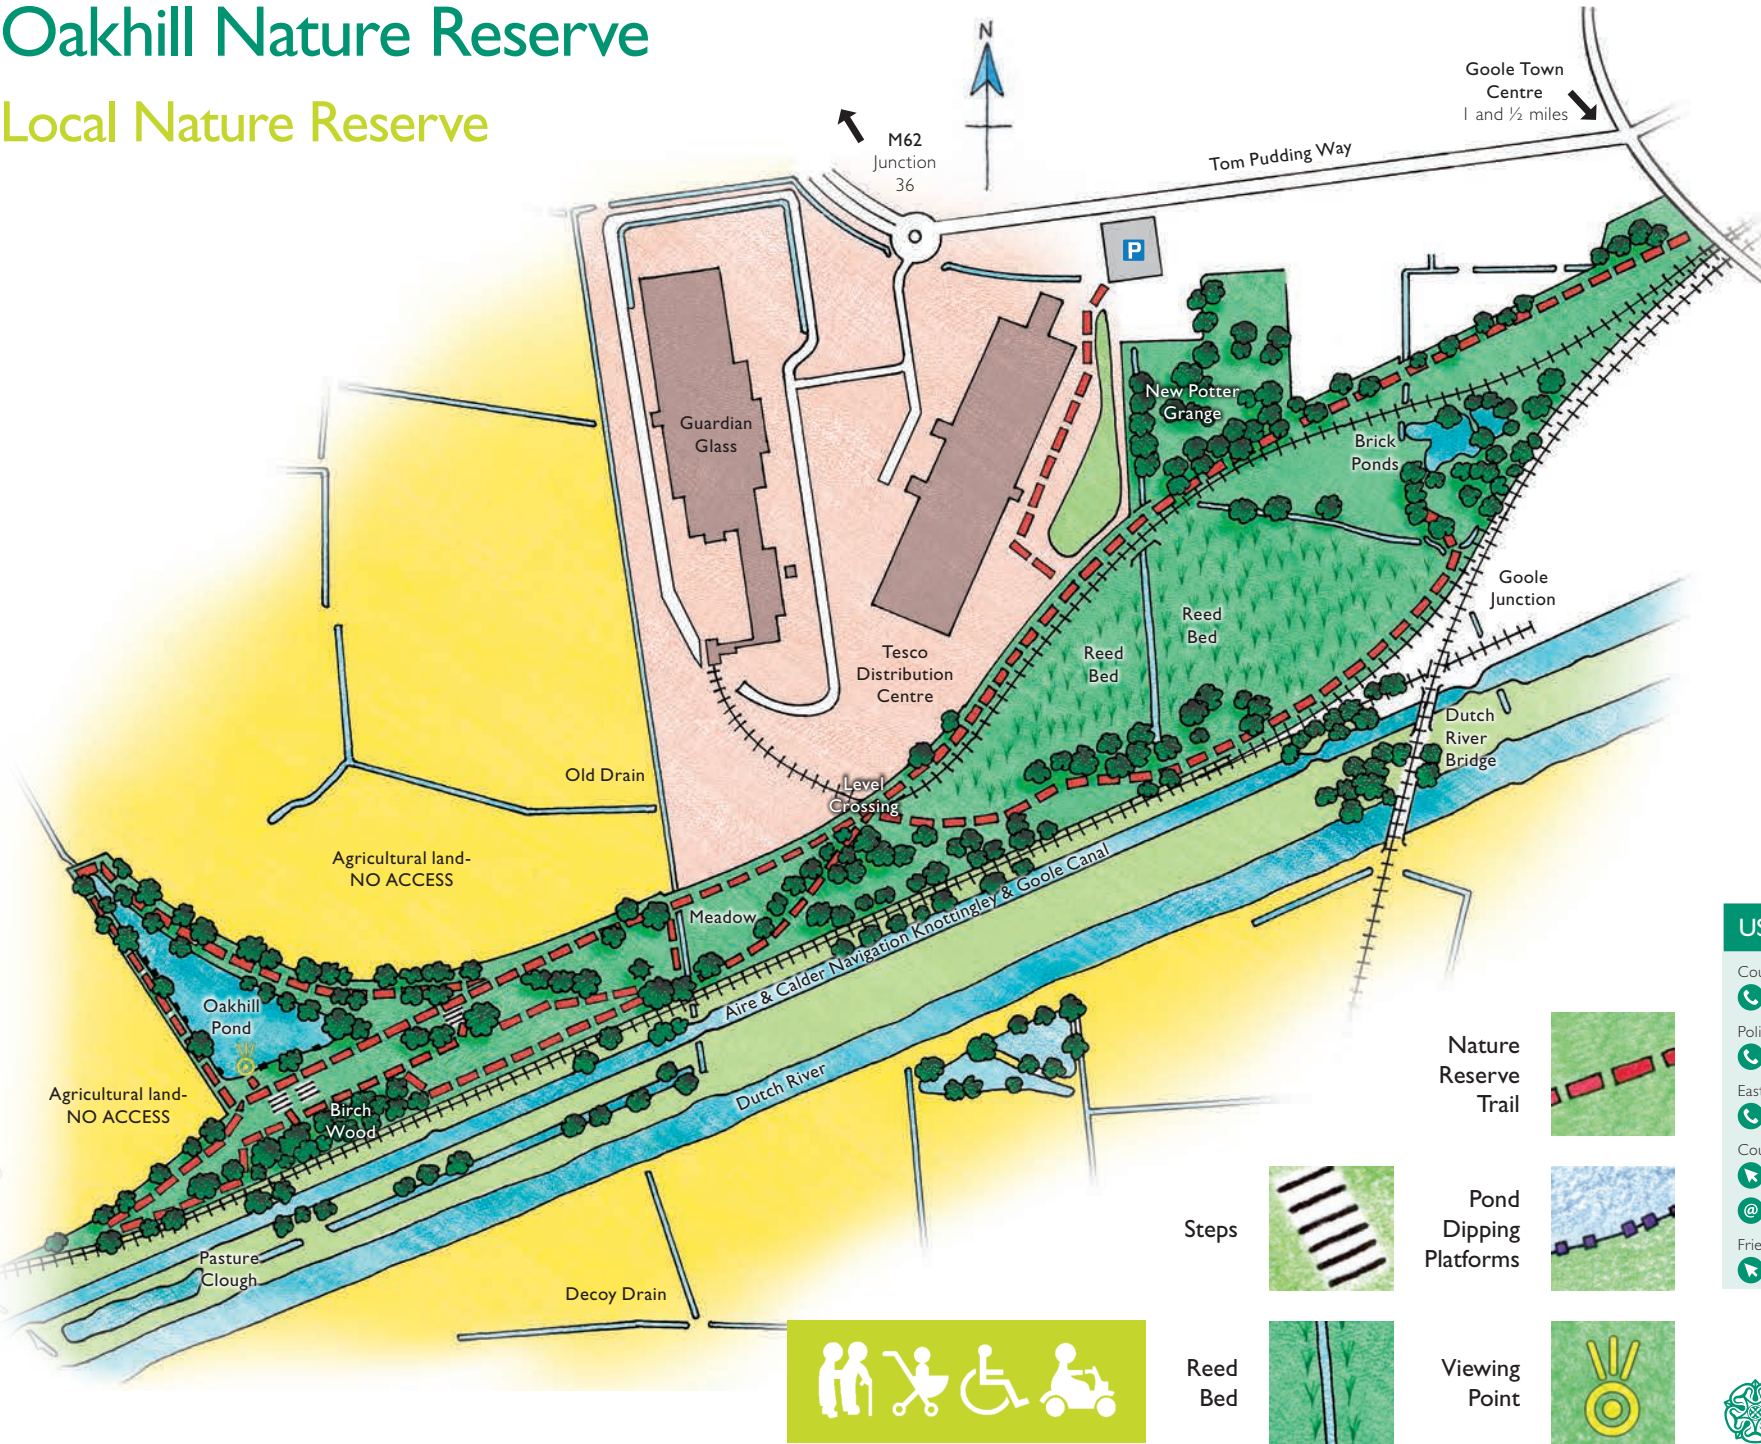 Oakhill Nature Reserve
Local Nature Reserve
N
M62
Junction
36
Goole Town
Centre
1 and ½ miles
Tom Pudding Way
P
Guardian
Glass
New Potter
Grange
Brick
Ponds
Goole
Junction
Reed
Bed
Reed
Bed
Tesco
Distribution
Centre
Dutch
River
Bridge
Old Drain
Level
Crossing
Agricultural land-
NO ACCESS
Meadow
Aire & Calder Navigation Knottingley & Goole Canal
Oakhill
Pond
Agricultural land-
NO ACCESS
Birch
Wood
Dutch River
Pasture
Clough
Decoy Drain
Nature
Reserve
Trail
Steps
Pond
Dipping
Platforms
Reed
Bed
Viewing
Point